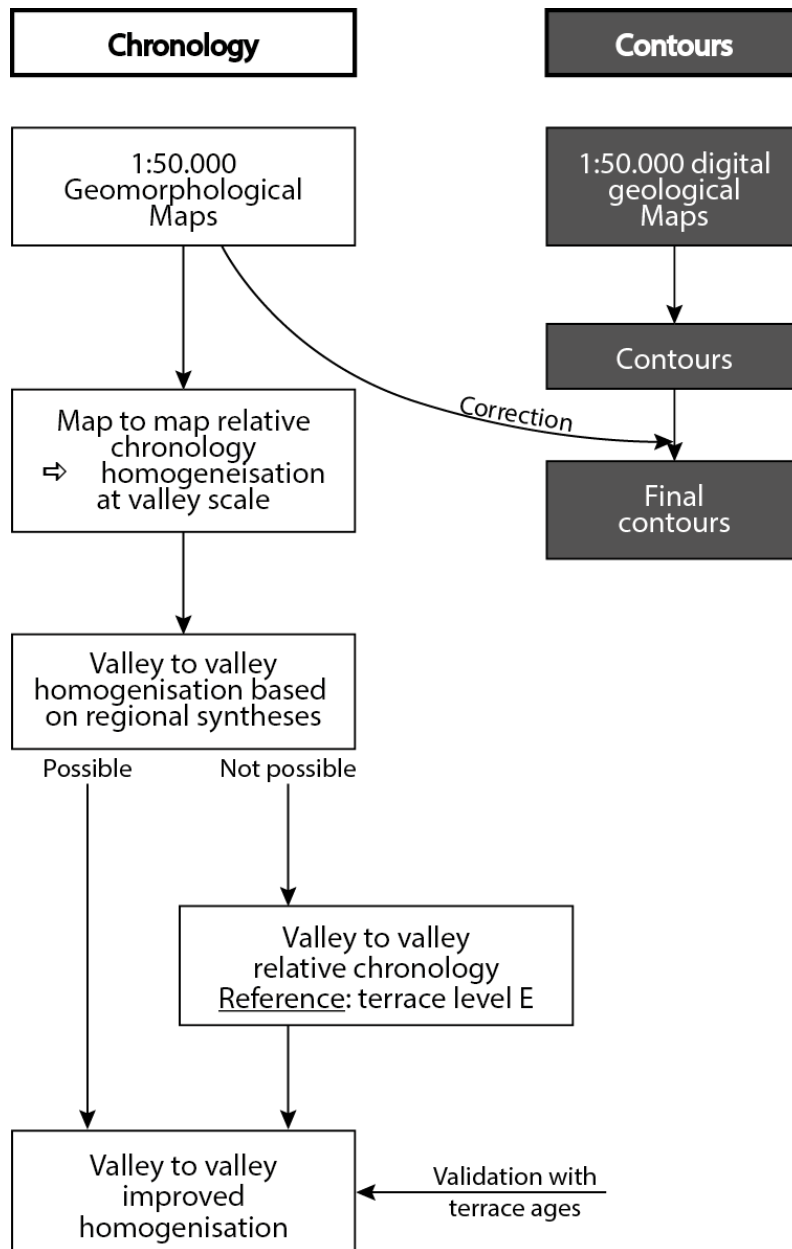 Chronology
Contours
1:50.000
Geomorphological
Maps
1:50.000 digital
geological
Maps
Contours
Correction
Map to map relative
chronology
⇨ homogeneisation
at valley scale
Final
contours
Valley to valley
homogenisation based
on regional syntheses
Possible
Not possible
Valley to valley
relative chronology
Reference: terrace level E
Valley to valley
improved
homogenisation
Validation with
terrace ages